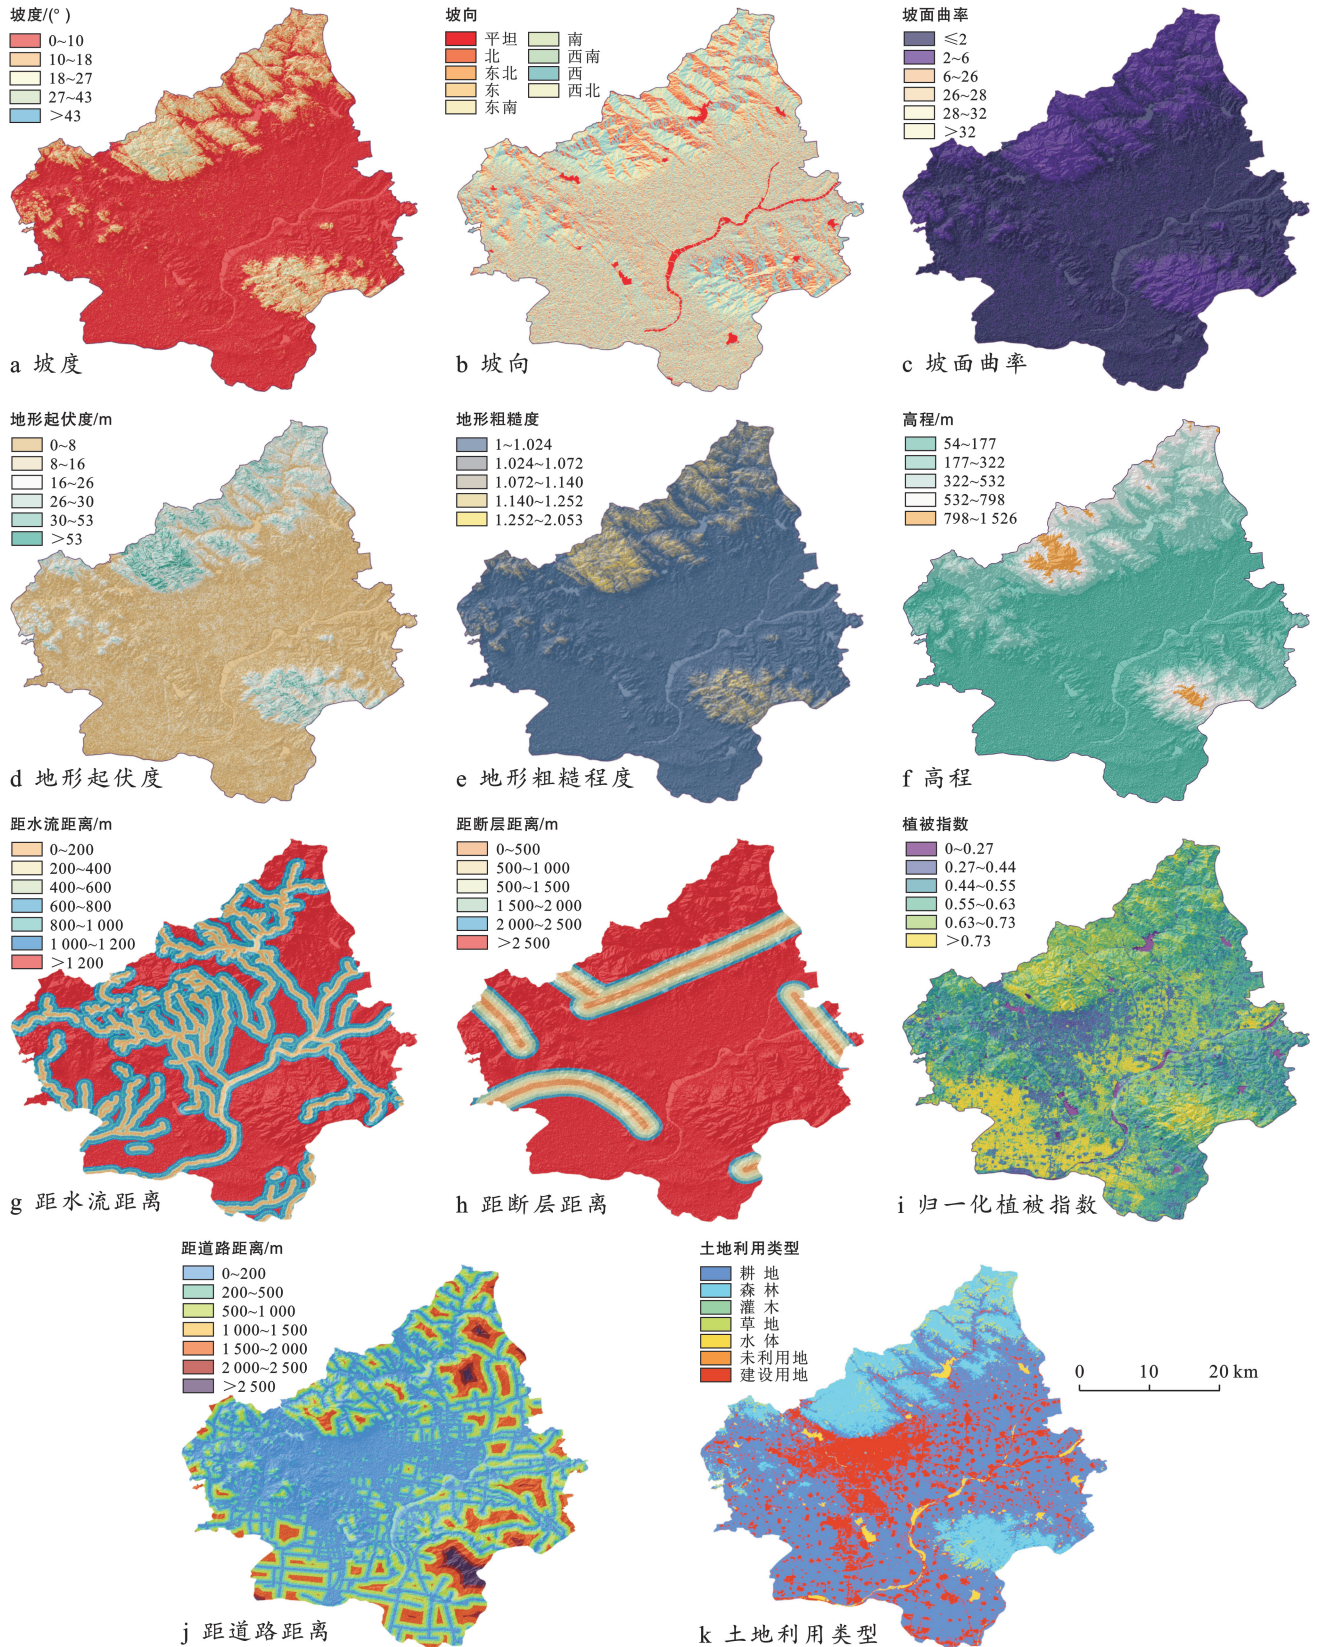 坡度/(°)
0~10
10~18
18~27
27~43
>43
a 坡度
坡向
平坦
北
东北
东
东南
南
西南
西
西北
b 坡向
坡面曲率
≤2
2~6
6~26
26~28
28~32
>32
c 坡面曲率
地形起伏度/m
0~8
8~16
16~26
26~30
30~53
>53
d 地形起伏度
地形粗糙度
1~1.024
1.024~1.072
1.072~1.140
1.140~1.252
1.252~2.053
e 地形粗糙程度
高程/m
54~177
177~322
322~532
532~798
798~1 526
f 高程
距水流距离/m
0~200
200~400
400~600
600~800
800~1 000
1 000~1 200
>1 200
g 距水流距离
距断层距离/m
0~500
500~1 000
500~1 500
1 500~2 000
2 000~2 500
>2 500
h 距断层距离
植被指数
0~0.27
0.27~0.44
0.44~0.55
0.55~0.63
0.63~0.73
>0.73
i 归一化植被指数
距道路距离/m
0~200
200~500
500~1 000
1 000~1 500
1 500~2 000
2 000~2 500
>2 500
j 距道路距离
土地利用类型
耕 地
森 林
灌 木
草 地
水 体
未利用地
建设用地
0 10 20 km
k 土地利用类型